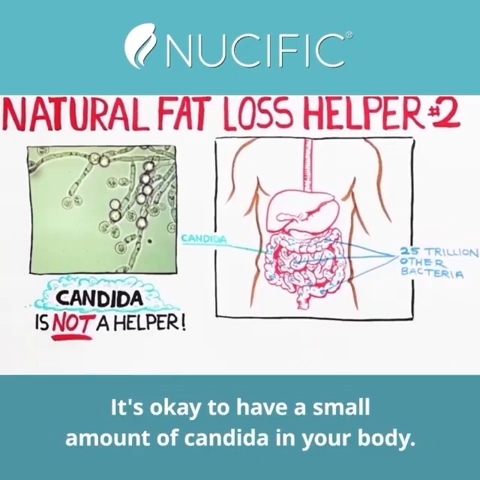 NUCIFIC®
NATURAL FAT LOSS HELPER #2
CANDIDA
25 TRILLION
OTHER
BACTERIA
CANDIDA
IS NOT A HELPER!
It's okay to have a small
amount of candida in your body.